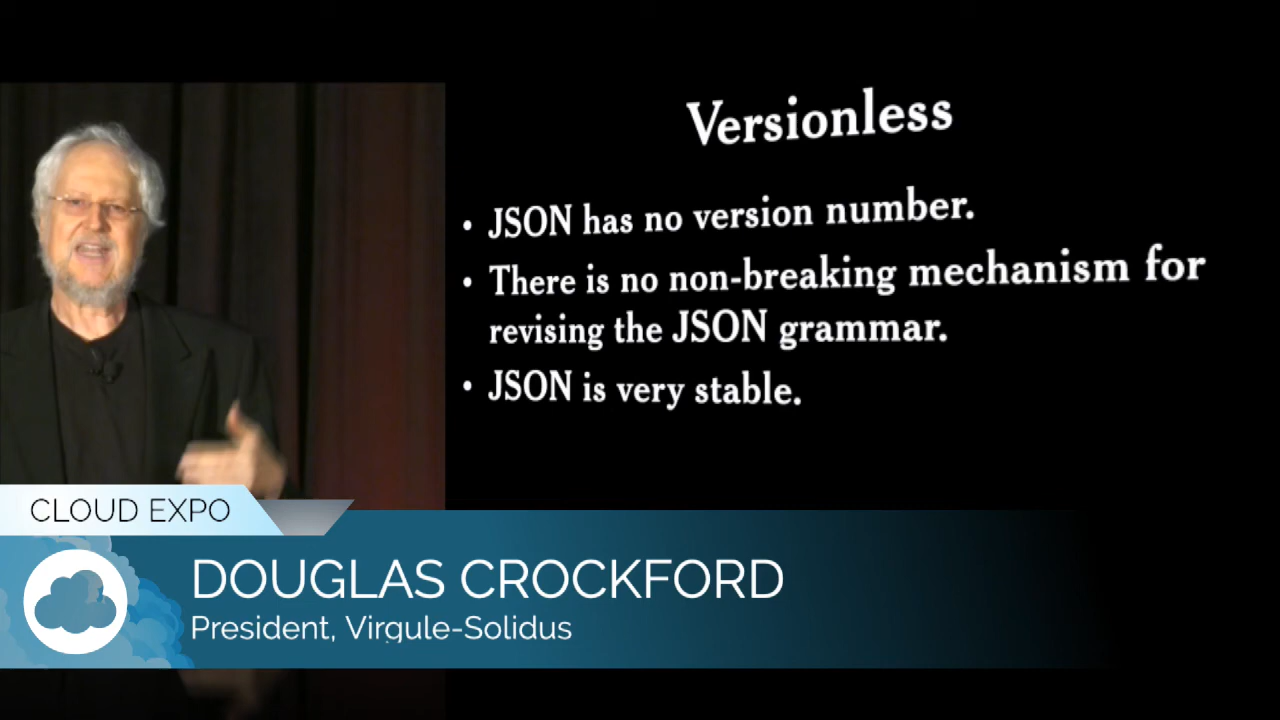 Versionless
• JSON has no version number.
• There is no non-breaking mechanism for
revising the JSON grammar.
• JSON is very stable.
CLOUD EXPO
DOUGLAS CROCKFORD
President, Virgule-Solidus